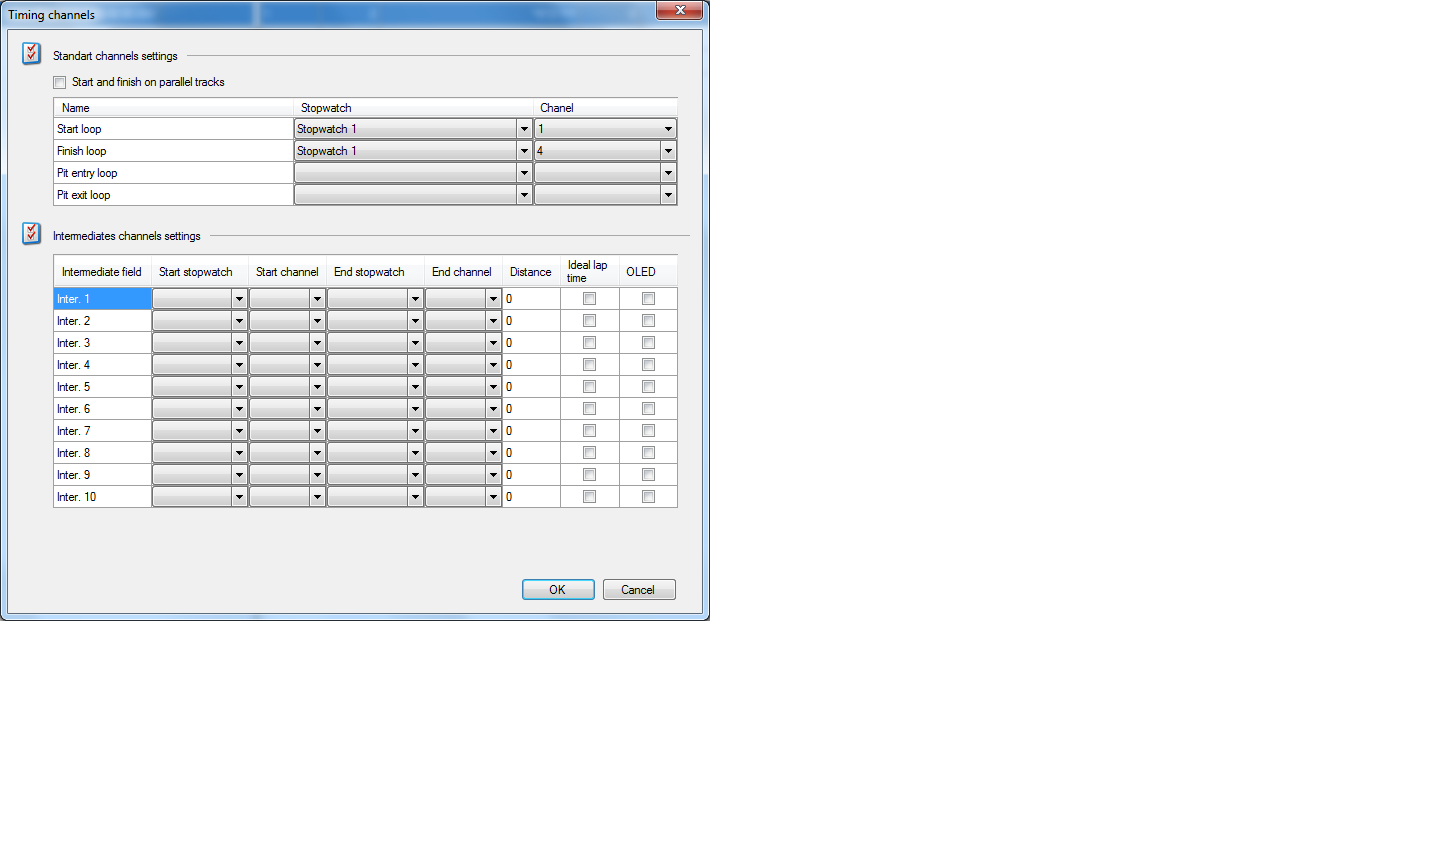 Timing channels
Standart channels settings
Start and finish on parallel tracks
Name Stopwatch Chanel
Start loop Stopwatch 1 1
Finish loop Stopwatch 1 4
Pit entry loop
Pit exit loop
Intermediates channels settings
Intermediate field Start stopwatch Start channel End stopwatch End channel Distance Ideal lap time OLED
Inter. 1 0
Inter. 2 0
Inter. 3 0
Inter. 4 0
Inter. 5 0
Inter. 6 0
Inter. 7 0
Inter. 8 0
Inter. 9 0
Inter. 10 0
OK Cancel